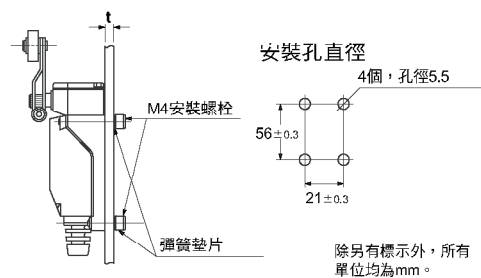 t
安裝孔直徑
4個，孔徑5.5
M4安裝螺栓
56±0.3
21±0.3
彈簧墊片
除另有標示外，所有
單位均為mm。